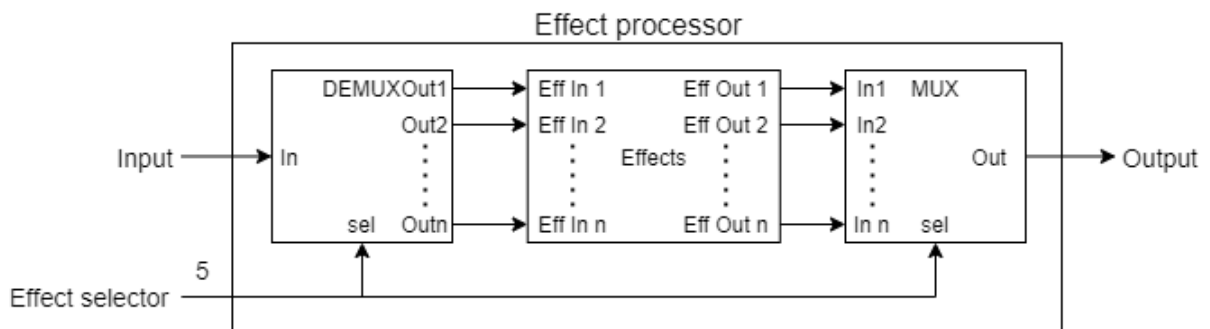 Effect processor
DEMUX Out1 Eff In 1 Eff Out 1 In1 MUX
Out2 Eff In 2 Eff Out 2 In2
Input In Effects Out Output
sel Outn Eff In n Eff Out n In n sel
5
Effect selector